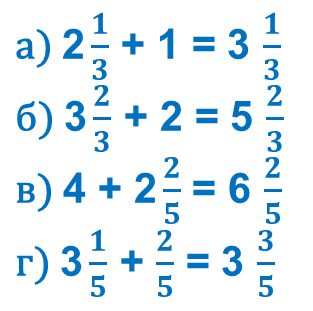 а) 2 1/3 + 1 = 3 1/3
б) 3 2/3 + 2 = 5 2/3
в) 4 + 2 2/5 = 6 2/5
г) 3 1/5 + 2/5 = 3 3/5